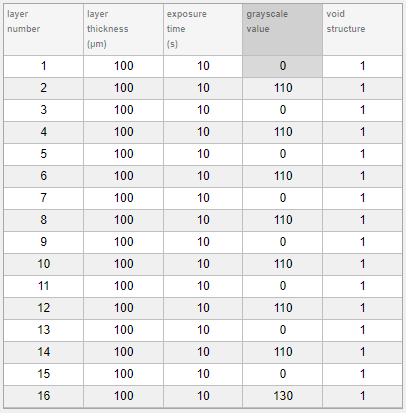 layer number layer thickness (µm) exposure time (s) grayscale value void structure
1 100 10 0 1
2 100 10 110 1
3 100 10 0 1
4 100 10 110 1
5 100 10 0 1
6 100 10 110 1
7 100 10 0 1
8 100 10 110 1
9 100 10 0 1
10 100 10 110 1
11 100 10 0 1
12 100 10 110 1
13 100 10 0 1
14 100 10 110 1
15 100 10 0 1
16 100 10 130 1